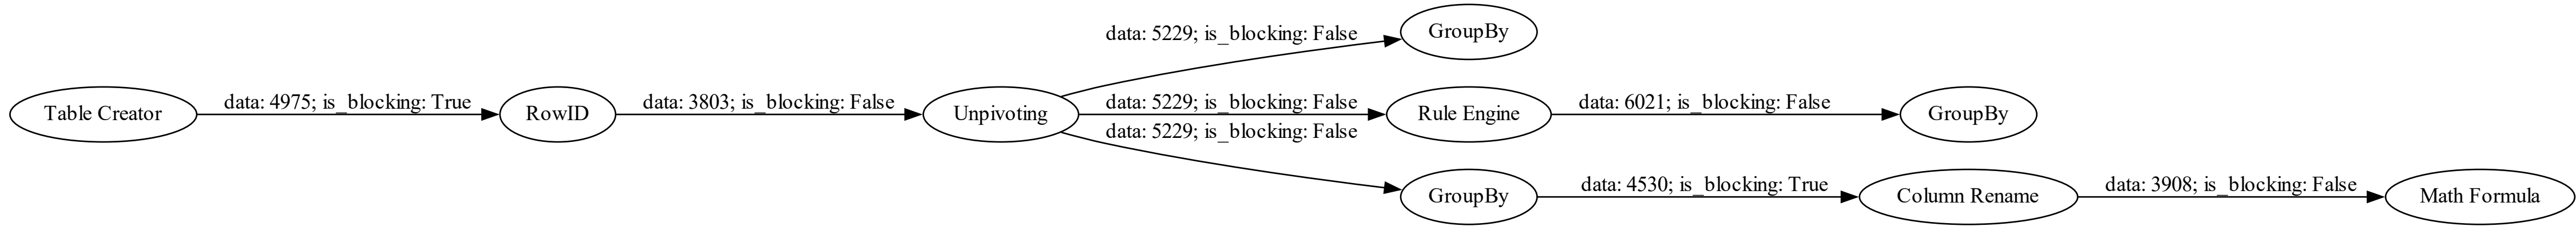 data: 5229; is_blocking: False
GroupBy
Table Creator
data: 4975; is_blocking: True
RowID
data: 3803; is_blocking: False
Unpivoting
data: 5229; is_blocking: False
Rule Engine
data: 6021; is_blocking: False
GroupBy
data: 5229; is_blocking: False
GroupBy
data: 4530; is_blocking: True
Column Rename
data: 3908; is_blocking: False
Math Formula